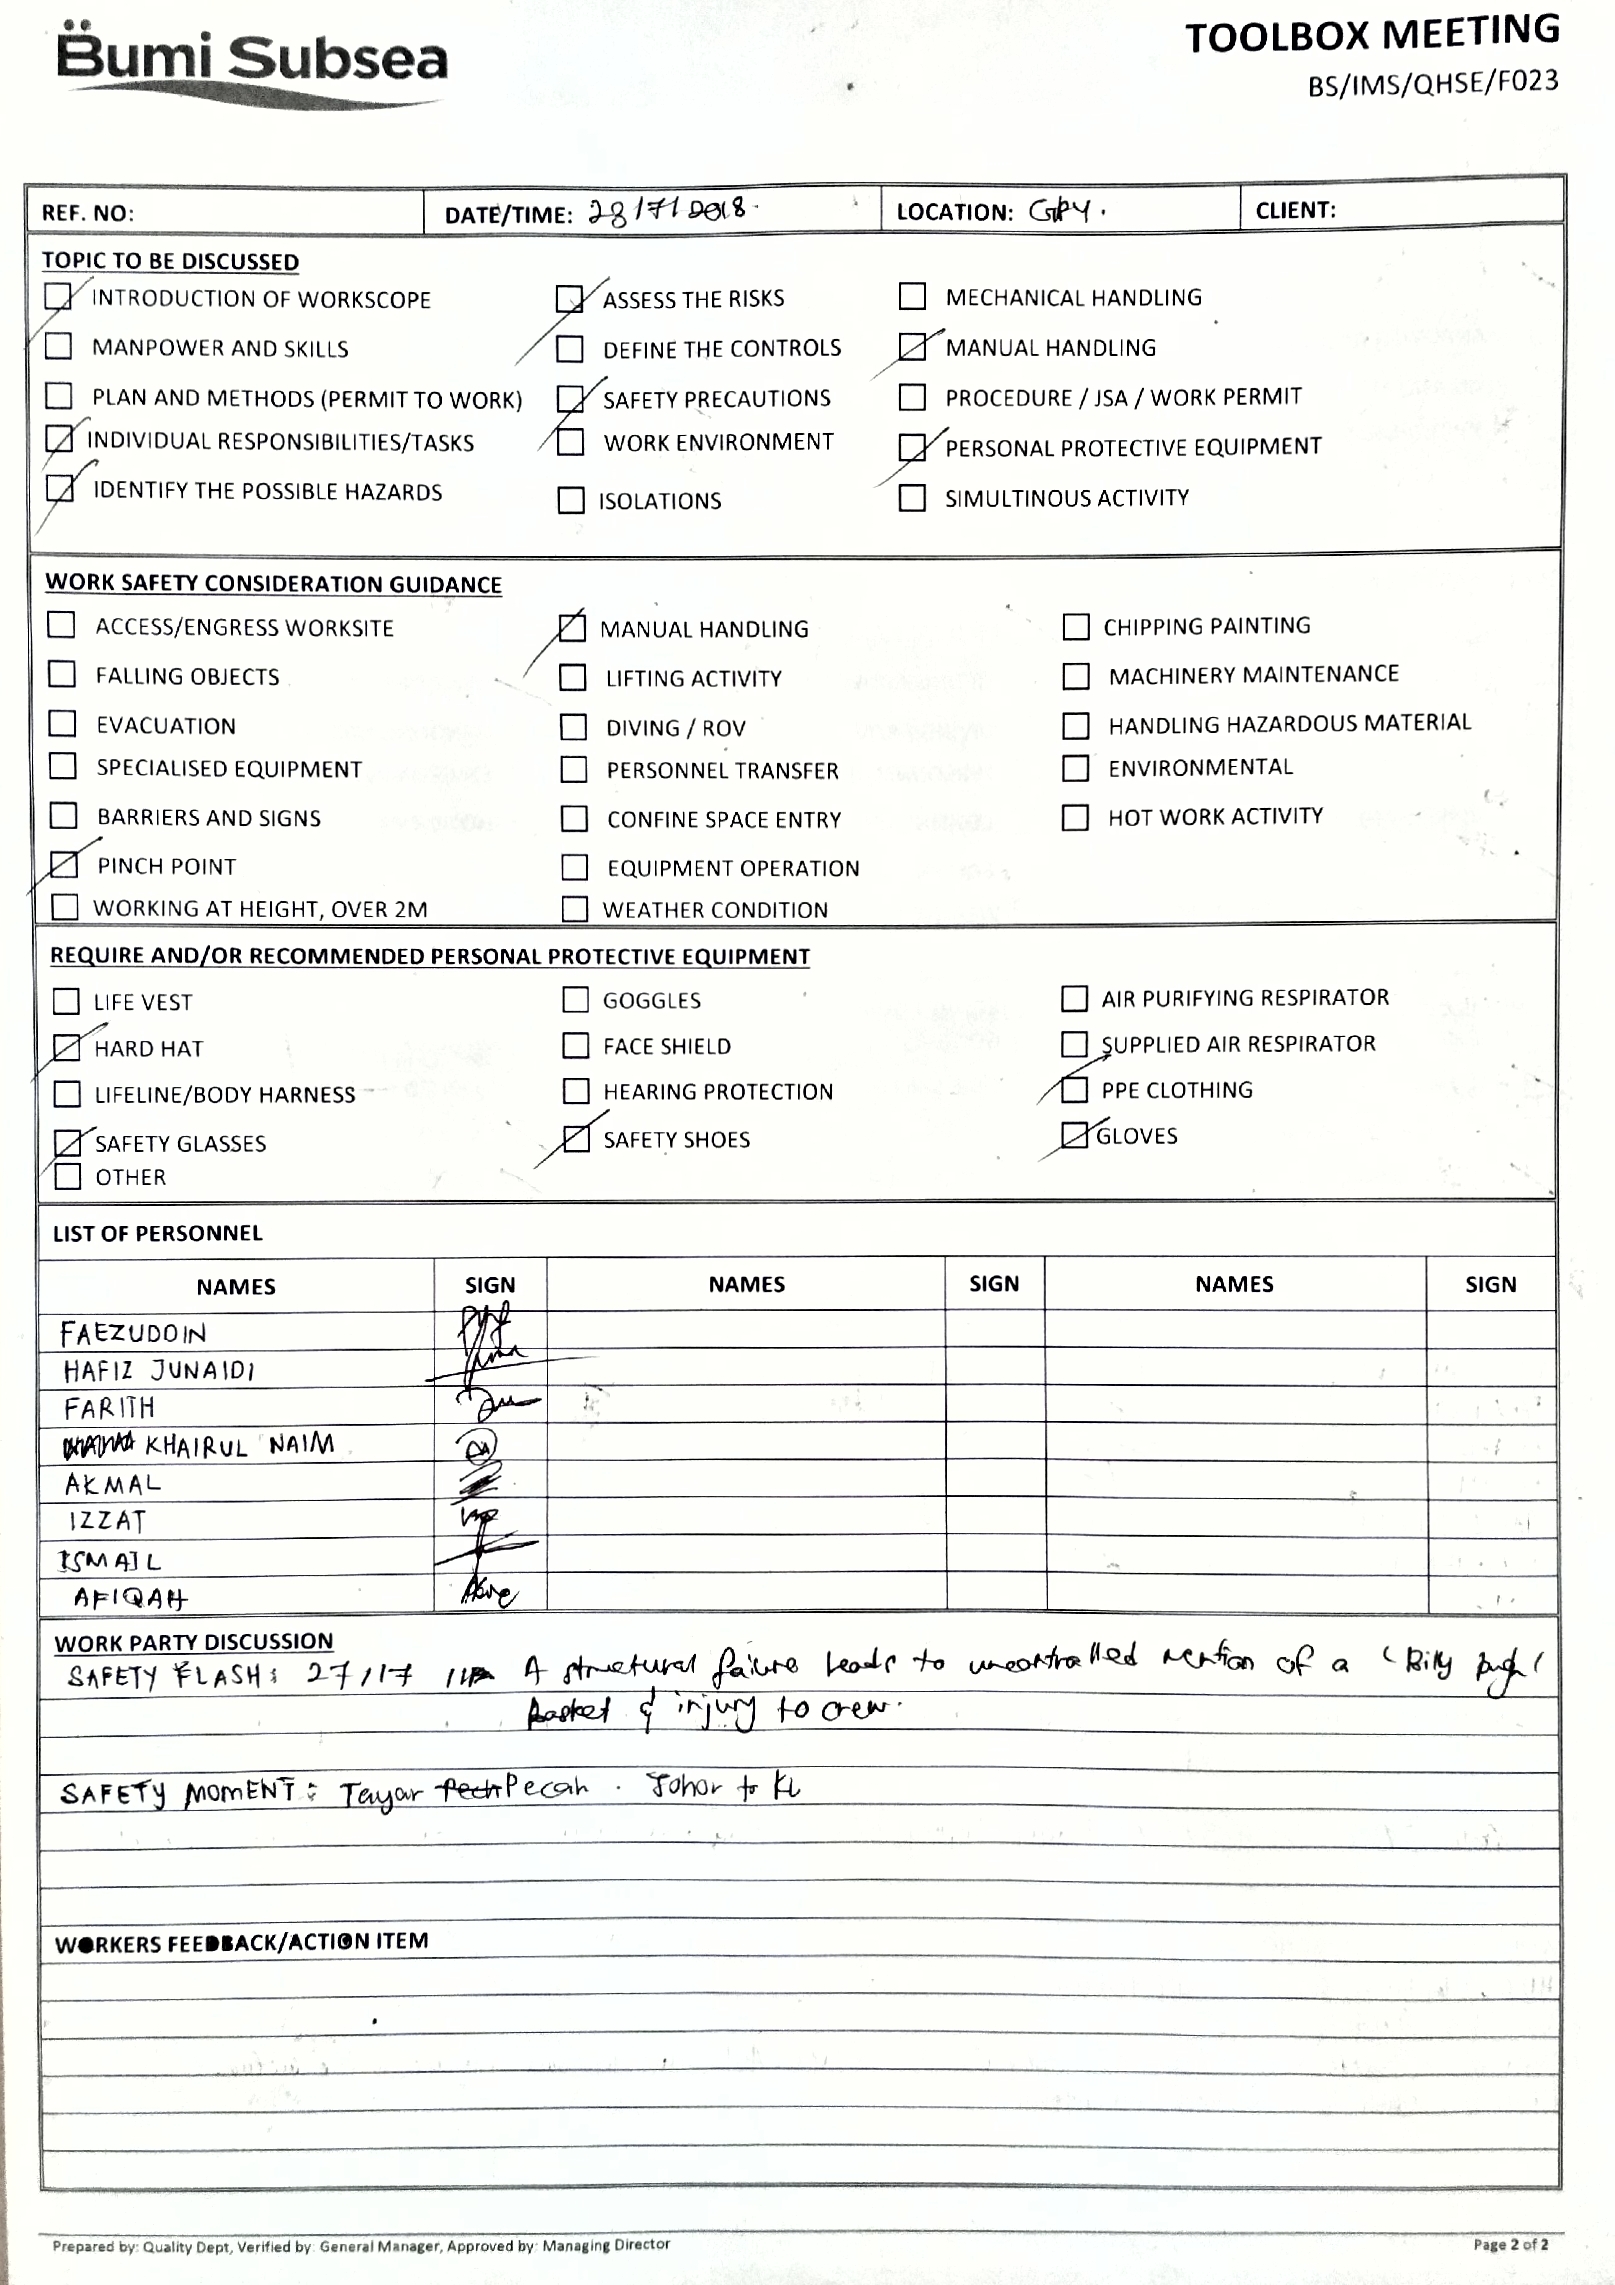 Bumi Subsea
TOOLBOX MEETING
BS/IMS/QHSE/F023
REF. NO:
DATE/TIME: 28/7/2018.
LOCATION: GPY.
CLIENT:
TOPIC TO BE DISCUSSED
INTRODUCTION OF WORKSCOPE
ASSESS THE RISKS
MECHANICAL HANDLING
MANPOWER AND SKILLS
DEFINE THE CONTROLS
MANUAL HANDLING
PLAN AND METHODS (PERMIT TO WORK)
SAFETY PRECAUTIONS
PROCEDURE / JSA / WORK PERMIT
INDIVIDUAL RESPONSIBILITIES/TASKS
WORK ENVIRONMENT
PERSONAL PROTECTIVE EQUIPMENT
IDENTIFY THE POSSIBLE HAZARDS
ISOLATIONS
SIMULTINOUS ACTIVITY
WORK SAFETY CONSIDERATION GUIDANCE
ACCESS/ENGRESS WORKSITE
MANUAL HANDLING
CHIPPING PAINTING
FALLING OBJECTS
LIFTING ACTIVITY
MACHINERY MAINTENANCE
EVACUATION
DIVING / ROV
HANDLING HAZARDOUS MATERIAL
SPECIALISED EQUIPMENT
PERSONNEL TRANSFER
ENVIRONMENTAL
BARRIERS AND SIGNS
CONFINE SPACE ENTRY
HOT WORK ACTIVITY
PINCH POINT
EQUIPMENT OPERATION
WORKING AT HEIGHT, OVER 2M
WEATHER CONDITION
REQUIRE AND/OR RECOMMENDED PERSONAL PROTECTIVE EQUIPMENT
LIFE VEST
GOGGLES
AIR PURIFYING RESPIRATOR
HARD HAT
FACE SHIELD
SUPPLIED AIR RESPIRATOR
LIFELINE/BODY HARNESS
HEARING PROTECTION
PPE CLOTHING
SAFETY GLASSES
SAFETY SHOES
GLOVES
OTHER
LIST OF PERSONNEL
NAMES SIGN NAMES SIGN NAMES SIGN
FAEZUDDIN
HAFIZ JUNAIDI
FARITH
KHAIRUL NAIM
AKMAL
IZZAT
ISMAIL
AFIQAH
WORK PARTY DISCUSSION
SAFETY FLASH: 27/17 A structural failure leads to uncontrolled motion of a "Billy pugh"
basket & injury to crew.
SAFETY MOMENT: Tayar Pecah. Johor to KL
WORKERS FEEDBACK/ACTION ITEM
Prepared by: Quality Dept, Verified by: General Manager, Approved by: Managing Director
Page 2 of 2